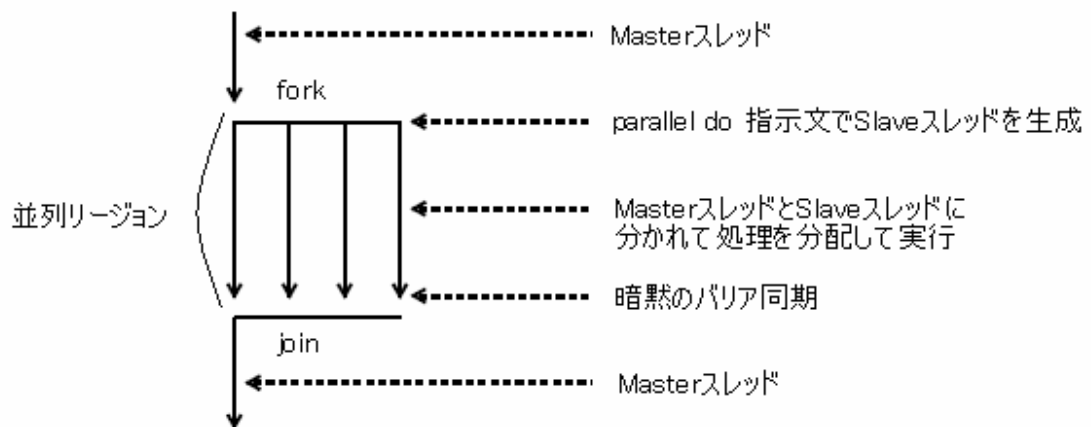 Masterスレッド
fork
parallel do 指示文でSlaveスレッドを生成
並列リージョン
MasterスレッドとSlaveスレッドに
分かれて処理を分配して実行
暗黙のバリア同期
join
Masterスレッド